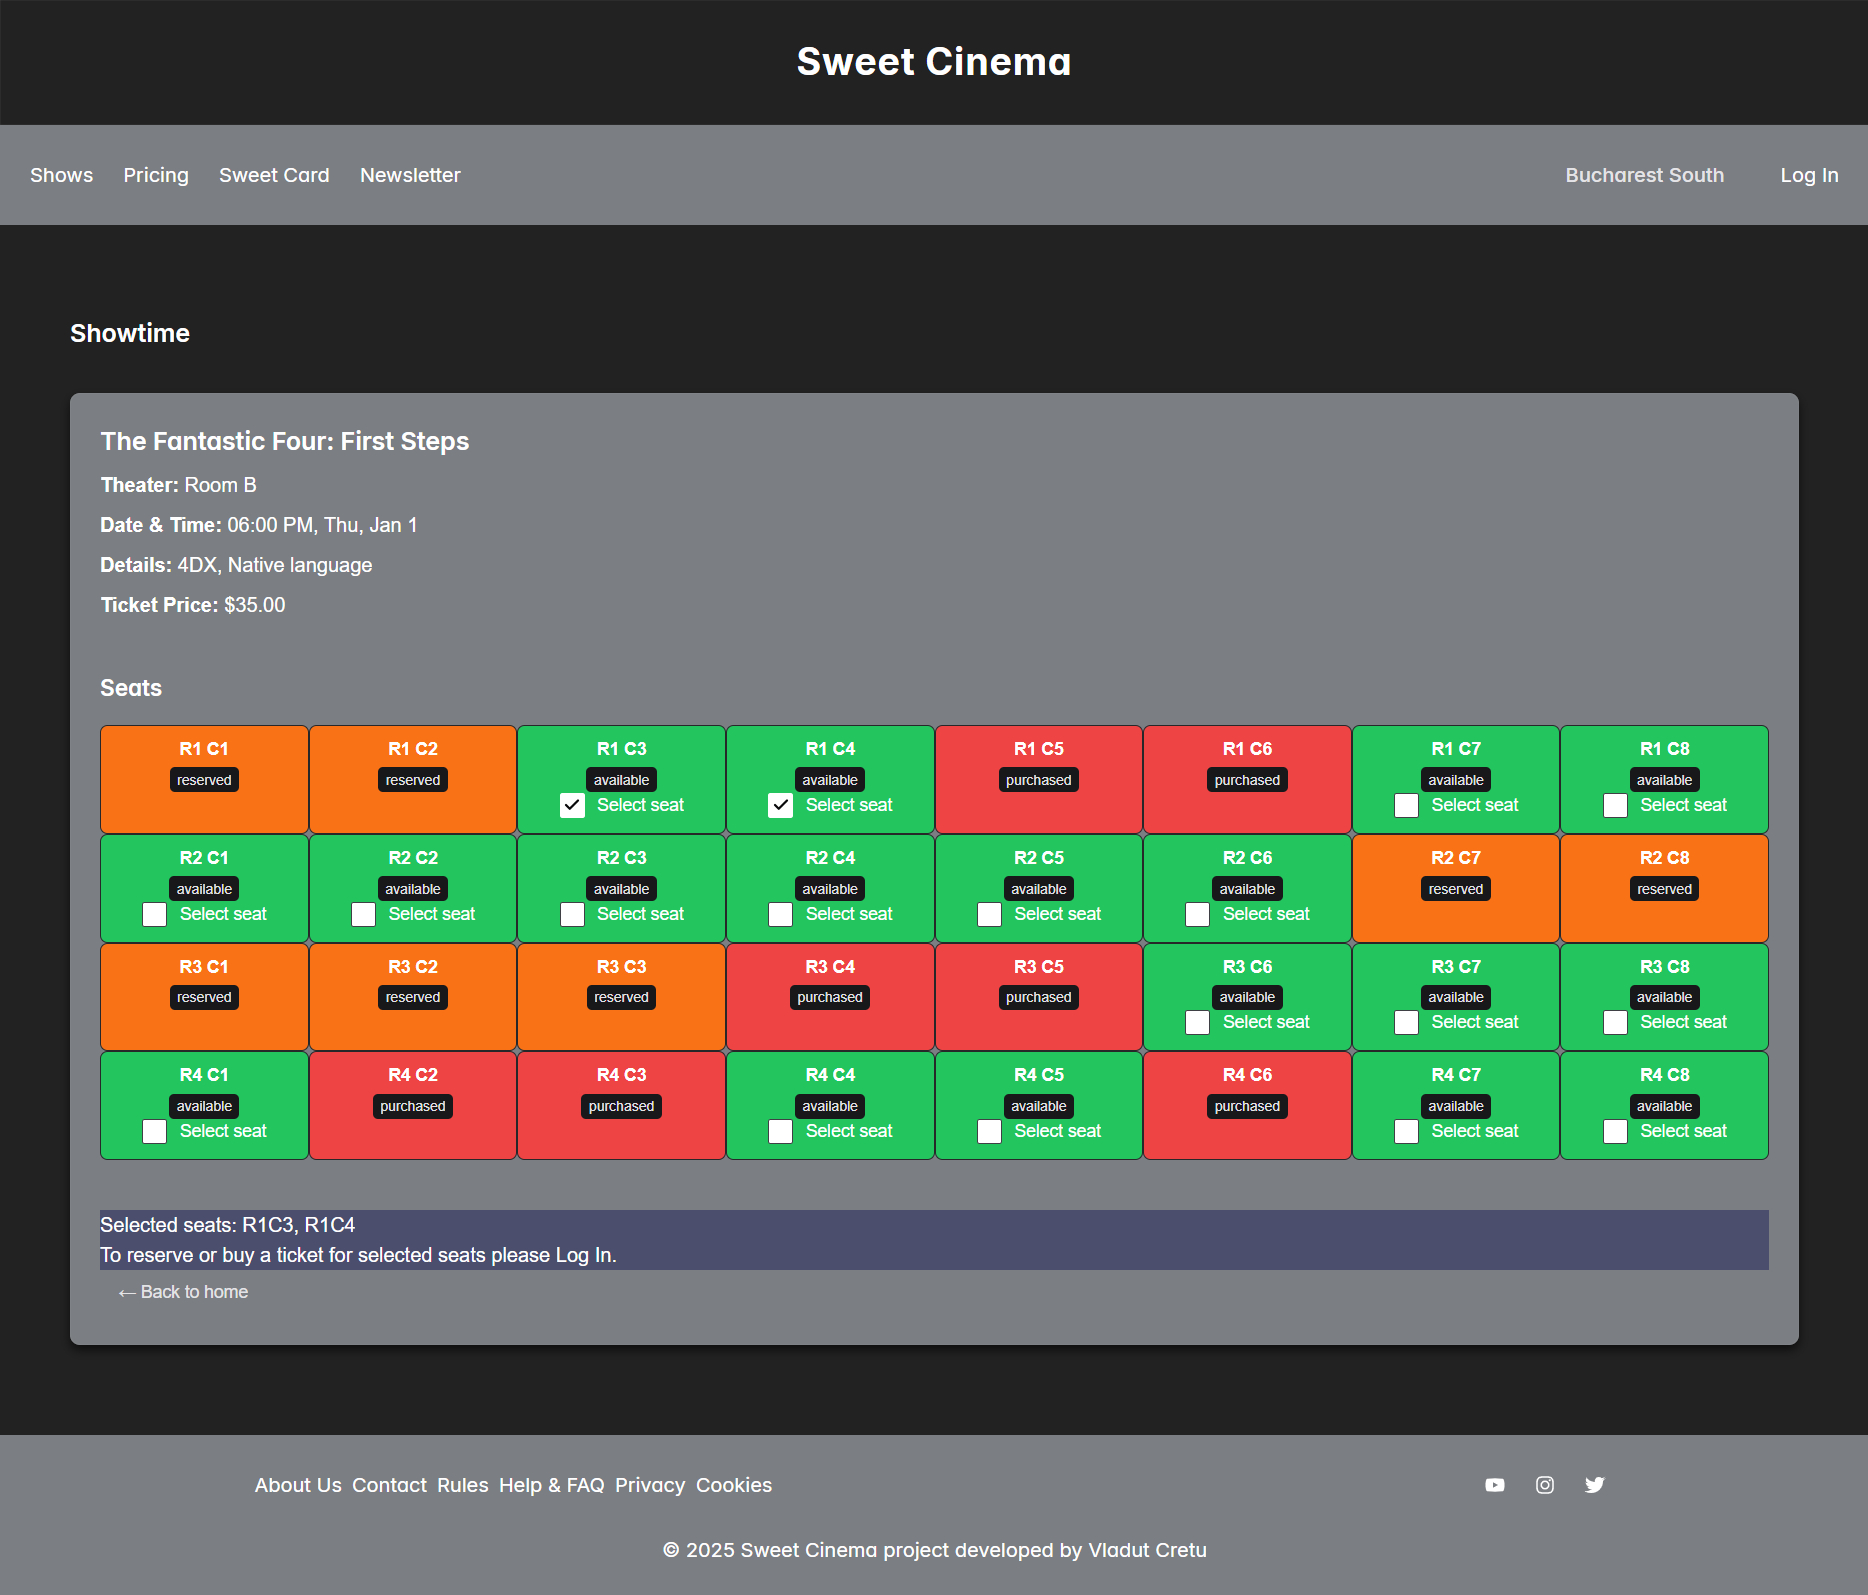 Sweet Cinema
Shows Pricing Sweet Card Newsletter Bucharest South Log In
Showtime
The Fantastic Four: First Steps
Theater: Room B
Date & Time: 06:00 PM, Thu, Jan 1
Details: 4DX, Native language
Ticket Price: $35.00
Seats
R1 C1 R1 C2 R1 C3 R1 C4 R1 C5 R1 C6 R1 C7 R1 C8
reserved reserved available available purchased purchased available available
Select seat Select seat Select seat Select seat
R2 C1 R2 C2 R2 C3 R2 C4 R2 C5 R2 C6 R2 C7 R2 C8
available available available available available available reserved reserved
Select seat Select seat Select seat Select seat Select seat Select seat
R3 C1 R3 C2 R3 C3 R3 C4 R3 C5 R3 C6 R3 C7 R3 C8
reserved reserved reserved purchased purchased available available available
Select seat Select seat Select seat
R4 C1 R4 C2 R4 C3 R4 C4 R4 C5 R4 C6 R4 C7 R4 C8
available purchased purchased available available purchased available available
Select seat Select seat Select seat Select seat Select seat
Selected seats: R1C3, R1C4
To reserve or buy a ticket for selected seats please Log In.
← Back to home
About Us Contact Rules Help & FAQ Privacy Cookies
© 2025 Sweet Cinema project developed by Vladut Cretu